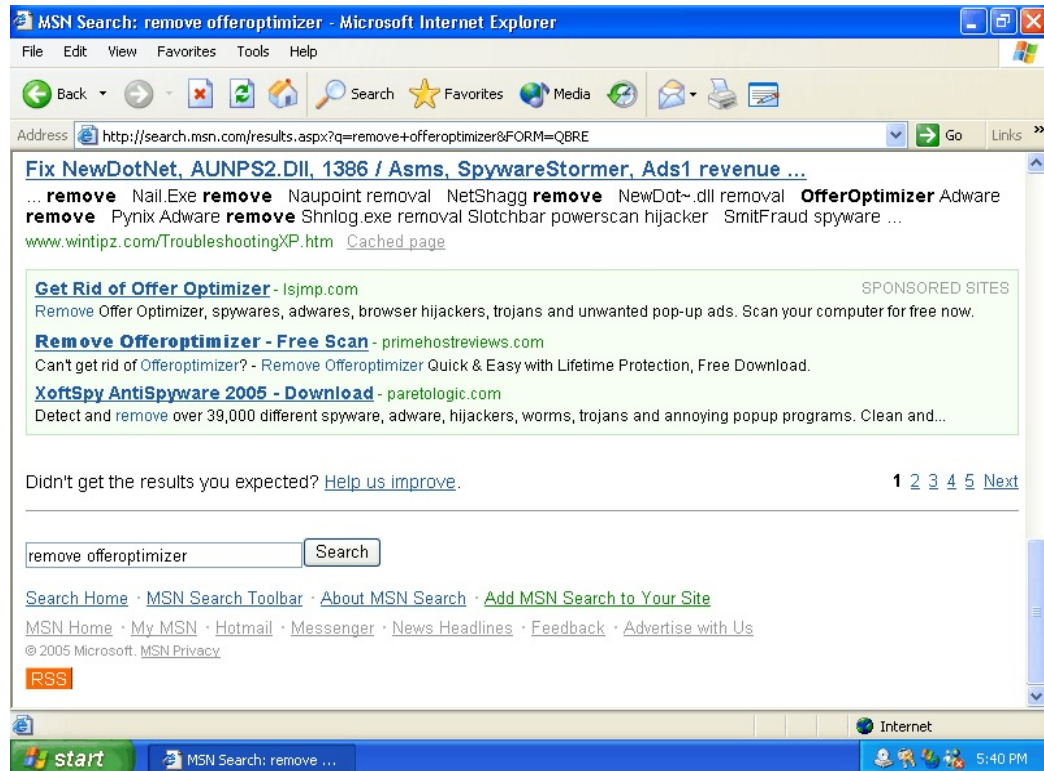 MSN Search: remove offeroptimizer - Microsoft Internet Explorer
File Edit View Favorites Tools Help
Back Search Favorites Media
Address http://search.msn.com/results.aspx?q=remove+offeroptimizer&FORM=QBRE Go Links »
Fix NewDotNet, AUNPS2.Dll, 1386 / Asms, SpywareStormer, Ads1 revenue ...
... remove Nail.Exe remove Naupoint removal NetShagg remove NewDot~.dll removal OfferOptimizer Adware
remove Pynix Adware remove Shnlog.exe removal Slotchbar powerscan hijacker SmitFraud spyware ...
www.wintipz.com/TroubleshootingXP.htm Cached page
Get Rid of Offer Optimizer - lsjmp.com SPONSORED SITES
Remove Offer Optimizer, spywares, adwares, browser hijackers, trojans and unwanted pop-up ads. Scan your computer for free now.
Remove Offeroptimizer - Free Scan - primehostreviews.com
Can't get rid of Offeroptimizer? - Remove Offeroptimizer Quick & Easy with Lifetime Protection, Free Download.
XoftSpy AntiSpyware 2005 - Download - paretologic.com
Detect and remove over 39,000 different spyware, adware, hijackers, worms, trojans and annoying popup programs. Clean and...
Didn't get the results you expected? Help us improve. 1 2 3 4 5 Next
remove offeroptimizer Search
Search Home · MSN Search Toolbar · About MSN Search · Add MSN Search to Your Site
MSN Home · My MSN · Hotmail · Messenger · News Headlines · Feedback · Advertise with Us
© 2005 Microsoft. MSN Privacy
RSS
Internet
start MSN Search: remove ... 5:40 PM